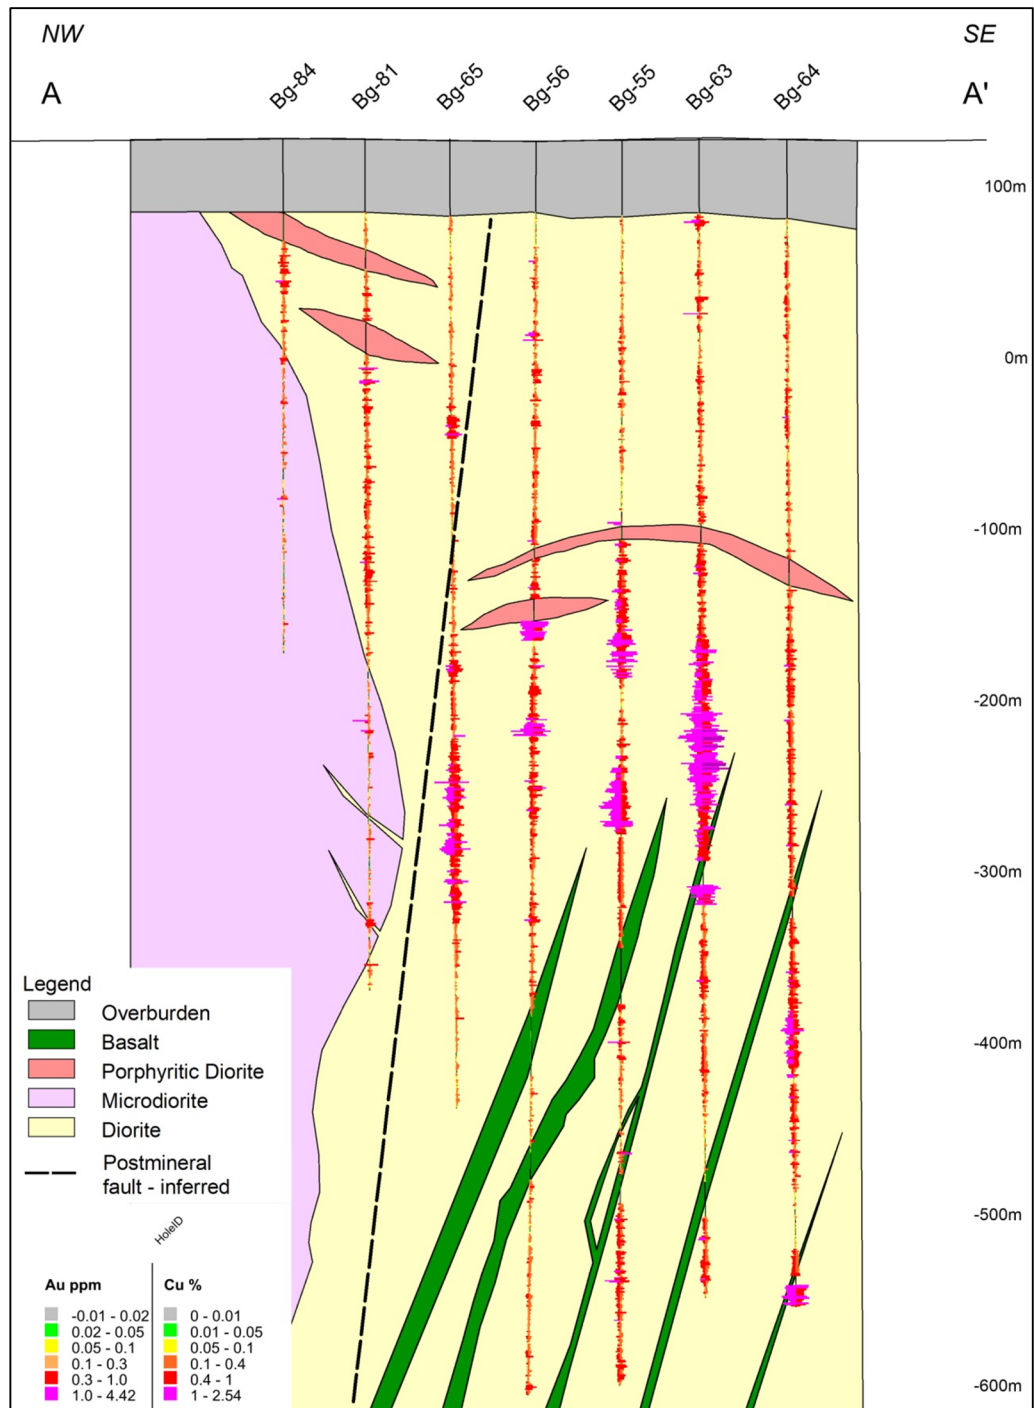 NW
SE
A
Bg-84
Bg-81
Bg-65
Bg-56
Bg-55
Bg-63
Bg-64
A'
100m
0m
-100m
-200m
-300m
-400m
-500m
-600m
Legend
Overburden
Basalt
Porphyritic Diorite
Microdiorite
Diorite
Postmineral
fault - inferred
HoleID
Au ppm
-0.01 - 0.02
0.02 - 0.05
0.05 - 0.1
0.1 - 0.3
0.3 - 1.0
1.0 - 4.42
Cu %
0 - 0.01
0.01 - 0.05
0.05 - 0.1
0.1 - 0.4
0.4 - 1
1 - 2.54